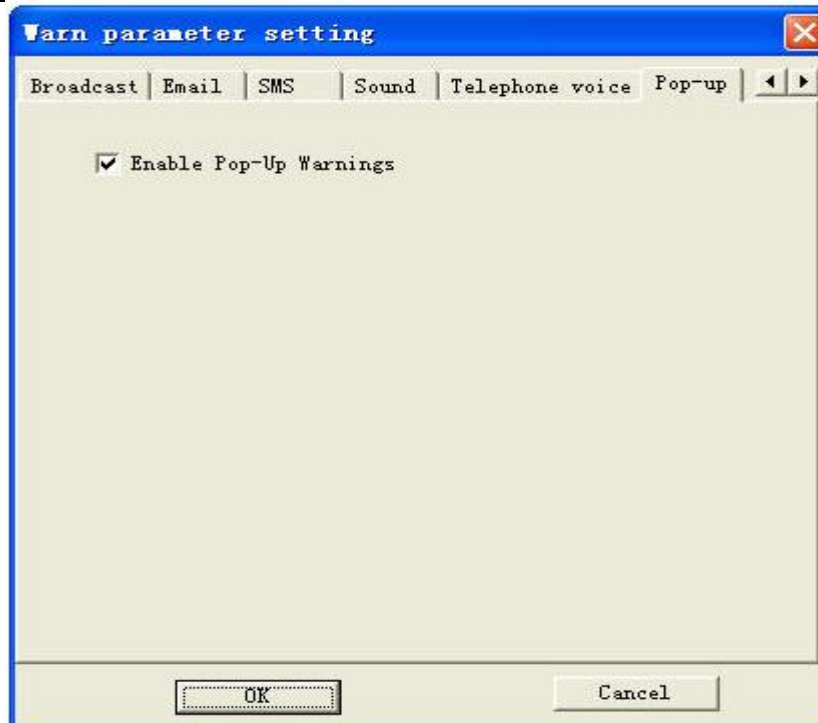 Warn parameter setting
Broadcast Email SMS Sound Telephone voice Pop-up
Enable Pop-Up Warnings
OK Cancel